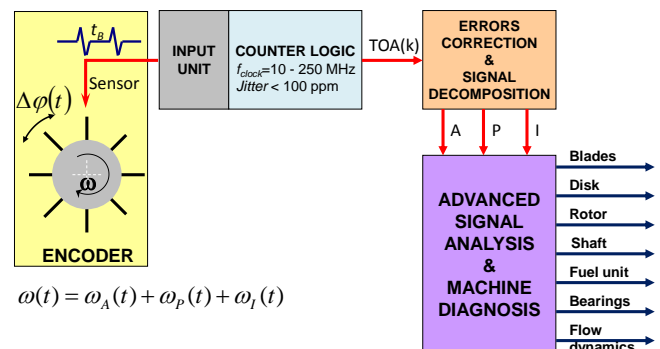 t_B
Sensor
Δφ(t)
ω
ENCODER
INPUT
UNIT
COUNTER LOGIC
f_clock=10 - 250 MHz
Jitter < 100 ppm
TOA(k)
ERRORS
CORRECTION
&
SIGNAL
DECOMPOSITION
A P I
ADVANCED
SIGNAL
ANALYSIS
&
MACHINE
DIAGNOSIS
Blades
Disk
Rotor
Shaft
Fuel unit
Bearings
Flow
dynamics
ω(t) = ω_A(t) + ω_P(t) + ω_I(t)